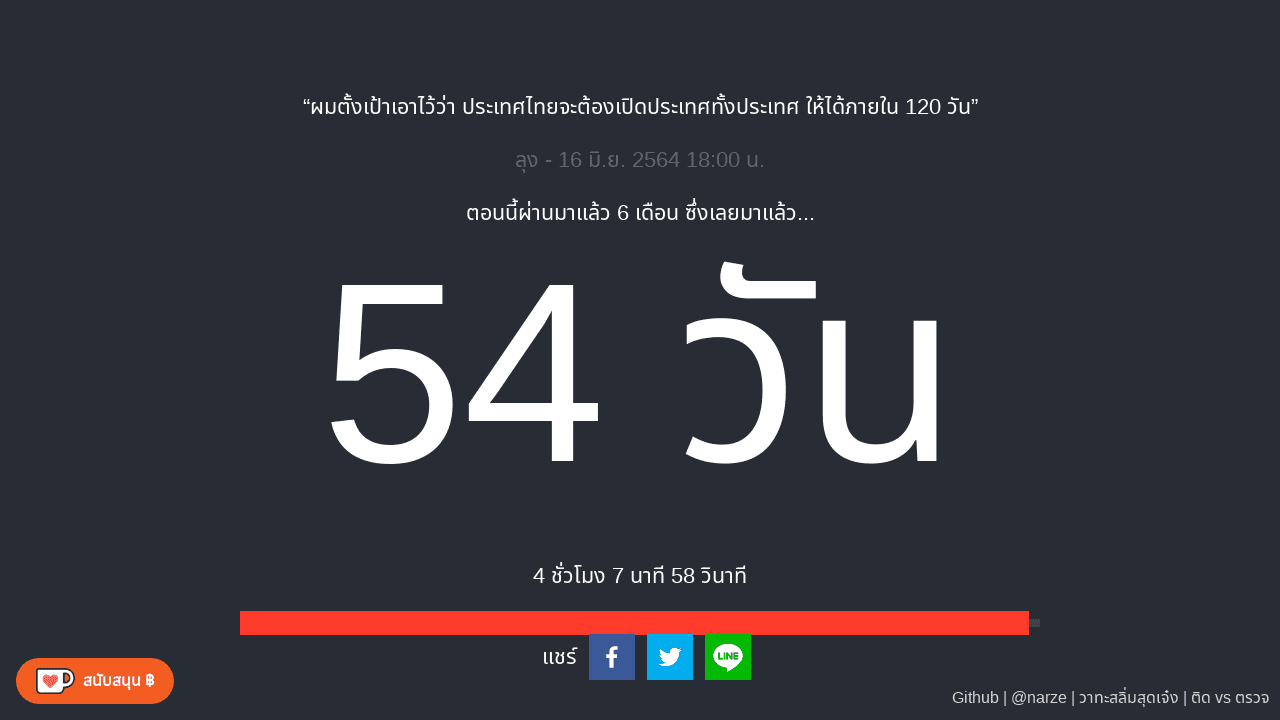 “ผมตั้งเป้าเอาไว้ว่า ประเทศไทยจะต้องเปิดประเทศทั้งประเทศ ให้ได้ภายใน 120 วัน”
ลุง - 16 มิ.ย. 2564 18:00 น.
ตอนนี้ผ่านมาแล้ว 6 เดือน ซึ่งเลยมาแล้ว...
54 วัน
4 ชั่วโมง 7 นาที 58 วินาที
แชร์
LINE
สนับสนุน ฿
Github | @narze | วาทะสลิ่มสุดเจ๋ง | ติด vs ตรวจ